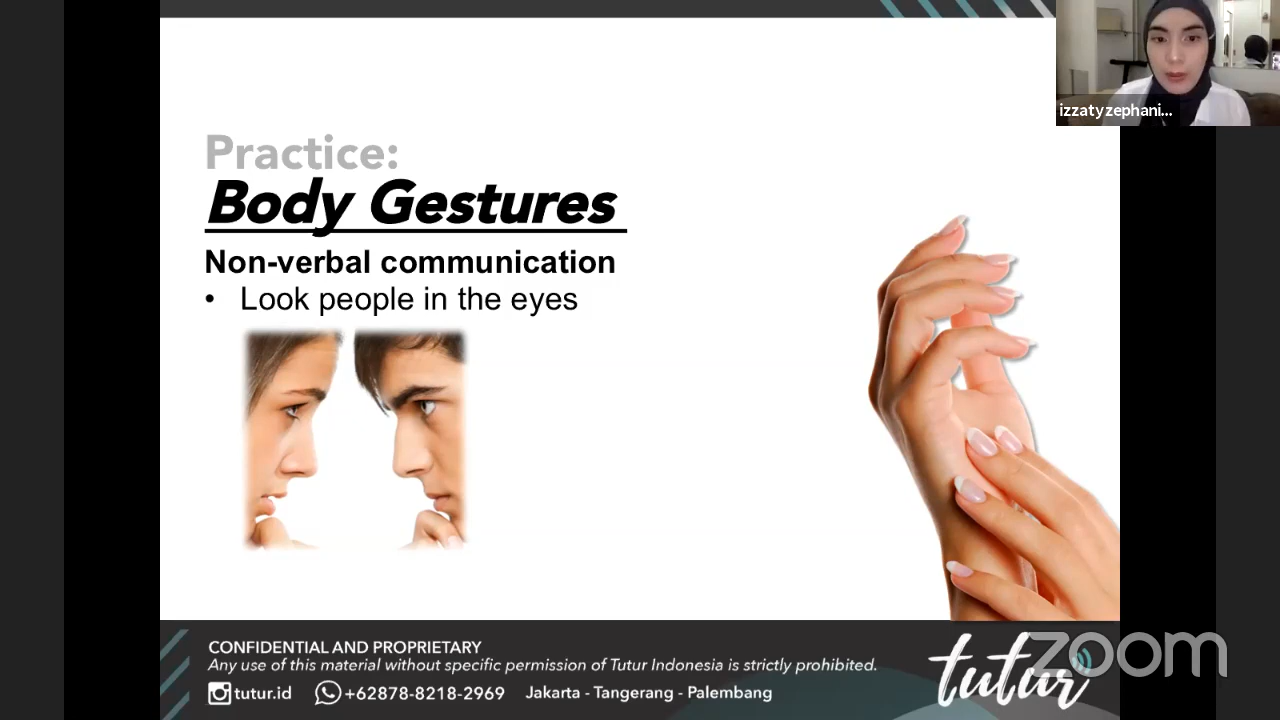 izzatyzephani...
Practice:
Body Gestures
Non-verbal communication
• Look people in the eyes
CONFIDENTIAL AND PROPRIETARY
Any use of this material without specific permission of Tutur Indonesia is strictly prohibited.
tutur.id +62878-8218-2969 Jakarta - Tangerang - Palembang
tutur
zoom